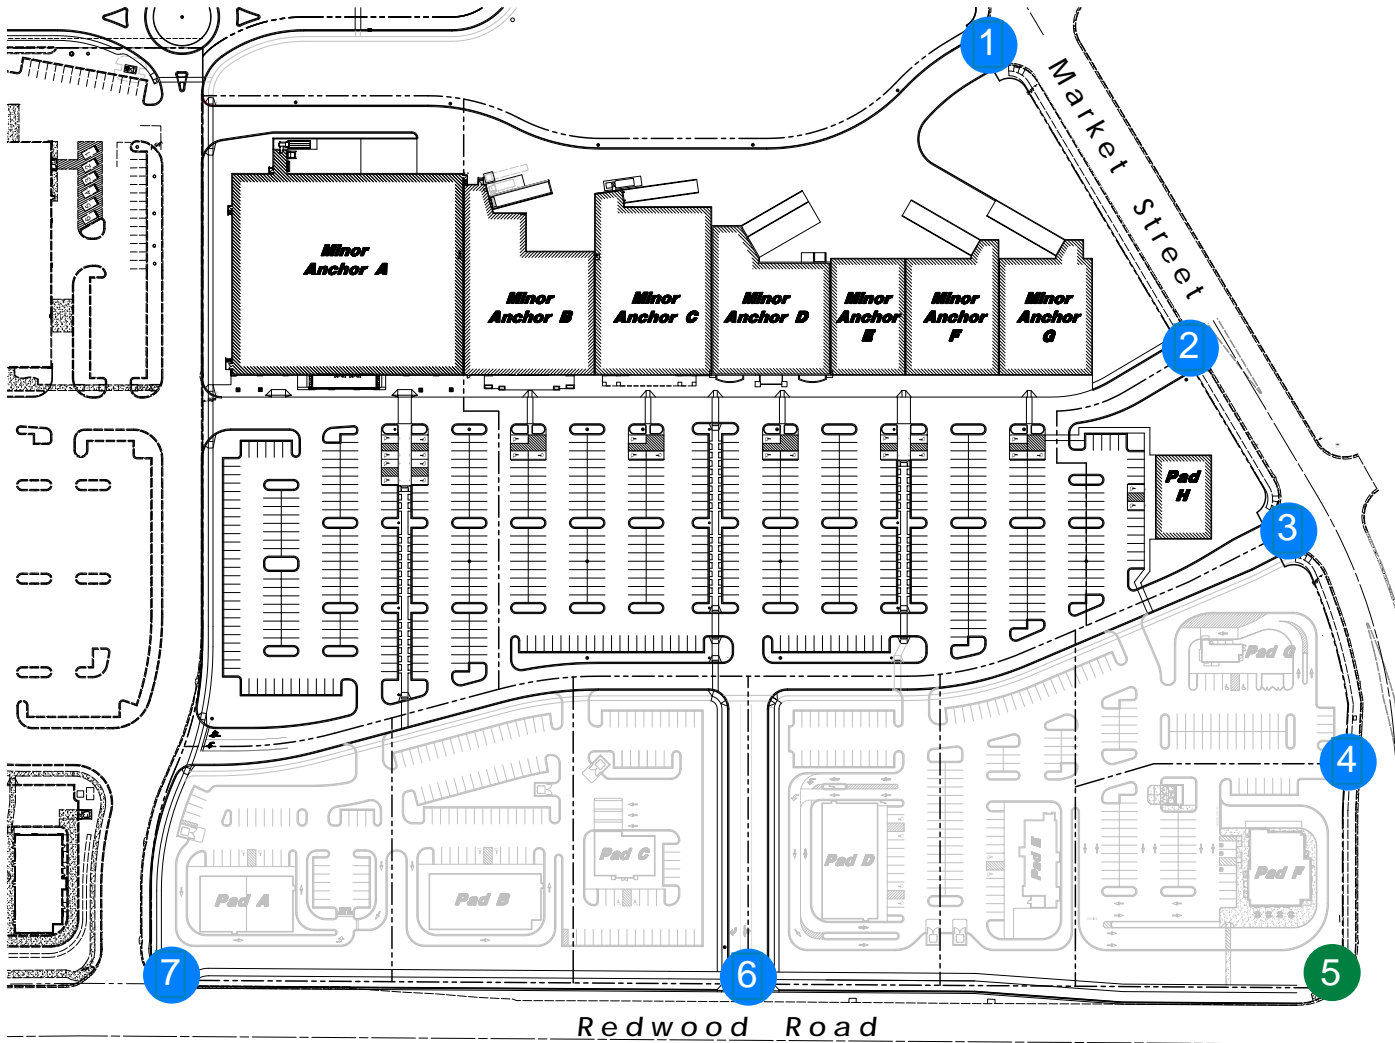 1
Market Street
Minor
Anchor A
Minor
Anchor B
Minor
Anchor C
Minor
Anchor D
Minor
Anchor
E
Minor
Anchor
F
Minor
Anchor
G
2
Pad
H
3
Pad G
4
Pad A
Pad B
Pad C
Pad D
Pad E
Pad F
7
6
5
Redwood Road